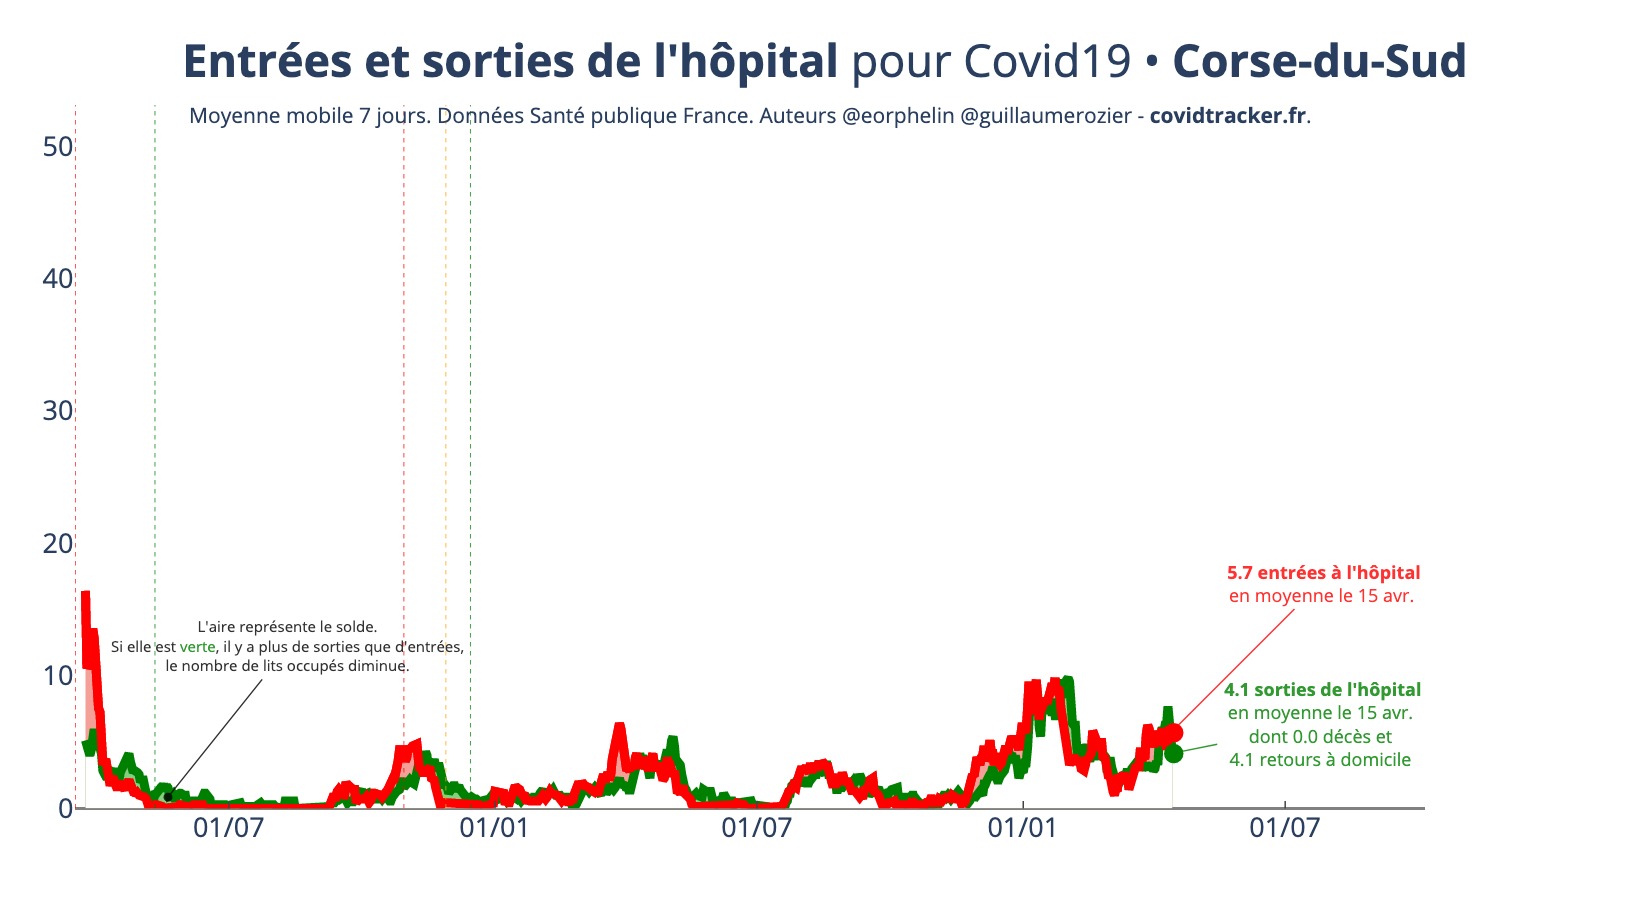 Entrées et sorties de l'hôpital pour Covid19 • Corse-du-Sud
Moyenne mobile 7 jours. Données Santé publique France. Auteurs @eorphelin @guillaumerozier - covidtracker.fr.
50
40
30
20
10
0
L'aire représente le solde.
Si elle est verte, il y a plus de sorties que d'entrées,
le nombre de lits occupés diminue.
5.7 entrées à l'hôpital
en moyenne le 15 avr.
4.1 sorties de l'hôpital
en moyenne le 15 avr.
dont 0.0 décès et
4.1 retours à domicile
01/07
01/01
01/07
01/01
01/07